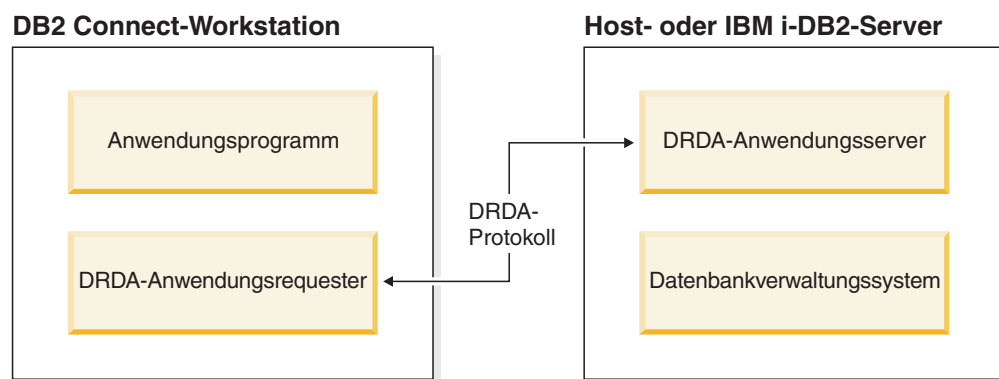 DB2 Connect-Workstation
Host- oder IBM i-DB2-Server
Anwendungsprogramm
DRDA-Anwendungsserver
DRDA-
Protokoll
DRDA-Anwendungsrequester
Datenbankverwaltungssystem